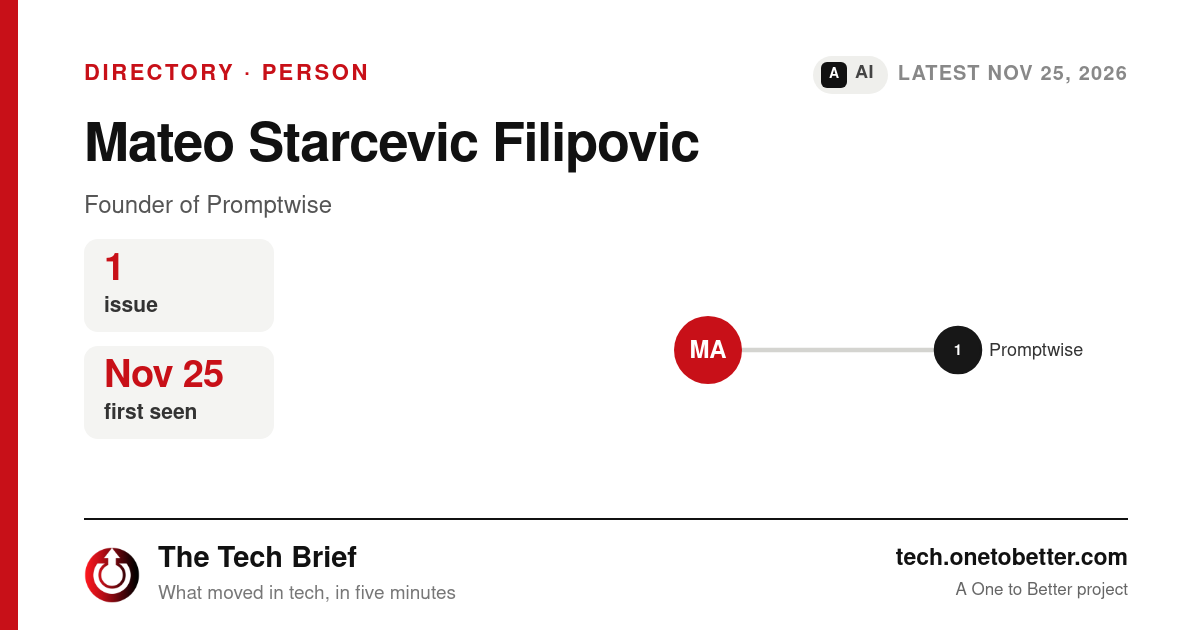 DIRECTORY · PERSON
A AI LATEST NOV 25, 2026
Mateo Starcevic Filipovic
Founder of Promptwise
1
issue
Nov 25
first seen
MA
1 Promptwise
The Tech Brief
What moved in tech, in five minutes
tech.onetobetter.com
A One to Better project